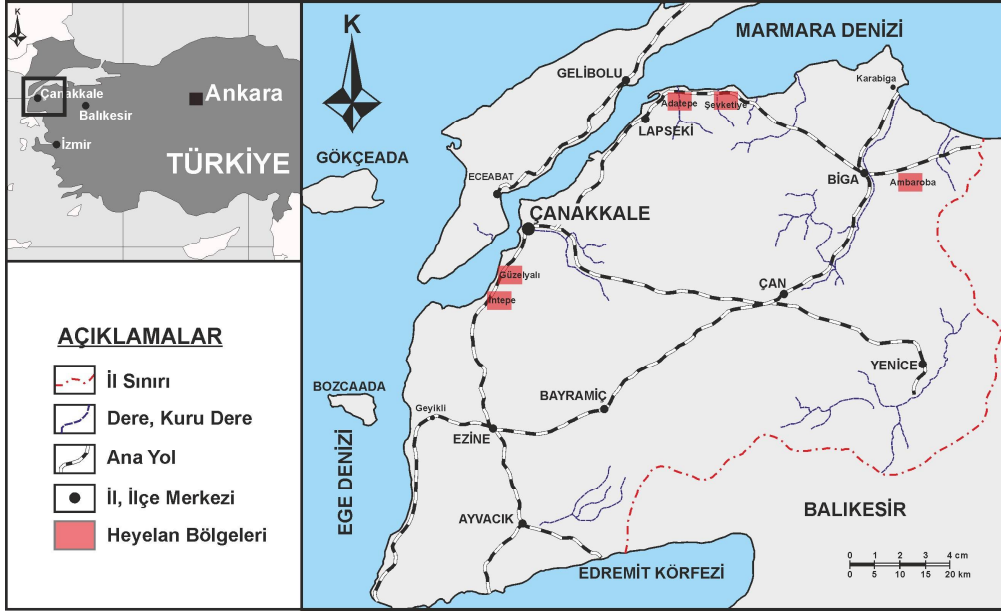 K
Çanakkale
Balıkesir
Ankara
İzmir
TÜRKİYE
AÇIKLAMALAR
İl Sınırı
Dere, Kuru Dere
Ana Yol
İl, İlçe Merkezi
Heyelan Bölgeleri
K
MARMARA DENİZİ
GELİBOLU
Karabiga
Adatepe
Şevketiye
LAPSEKİ
GÖKÇEADA
ECEABAT
BİGA
Ambaroba
ÇANAKKALE
Güzelyalı
İntepe
ÇAN
YENİCE
BOZCAADA
BAYRAMİÇ
Geyikli
EZİNE
EGE DENİZİ
AYVACIK
BALIKESİR
EDREMİT KÖRFEZİ
0 1 2 3 4 cm
0 5 10 15 20 km